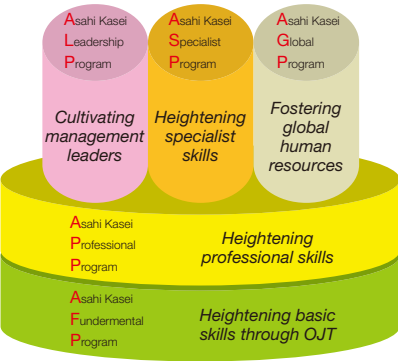 Asahi Kasei
Leadership
Program
Cultivating
management
leaders
Asahi Kasei
Specialist
Program
Heightening
specialist
skills
Asahi Kasei
Global
Program
Fostering
global
human
resources
Asahi Kasei
Professional
Program
Heightening
professional skills
Asahi Kasei
Fundermental
Program
Heightening basic
skills through OJT